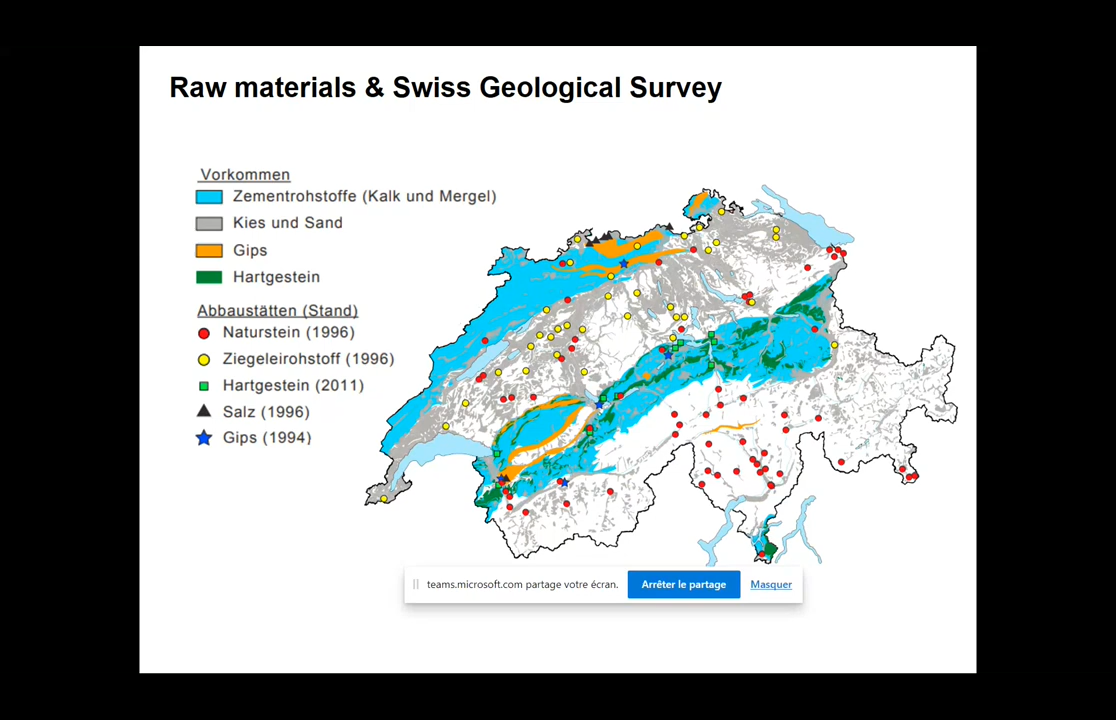 Raw materials & Swiss Geological Survey
Vorkommen
Zementrohstoffe (Kalk und Mergel)
Kies und Sand
Gips
Hartgestein
Abbaustätten (Stand)
Naturstein (1996)
Ziegeleirohstoff (1996)
Hartgestein (2011)
Salz (1996)
Gips (1994)
teams.microsoft.com partage votre écran. Arrêter le partage Masquer